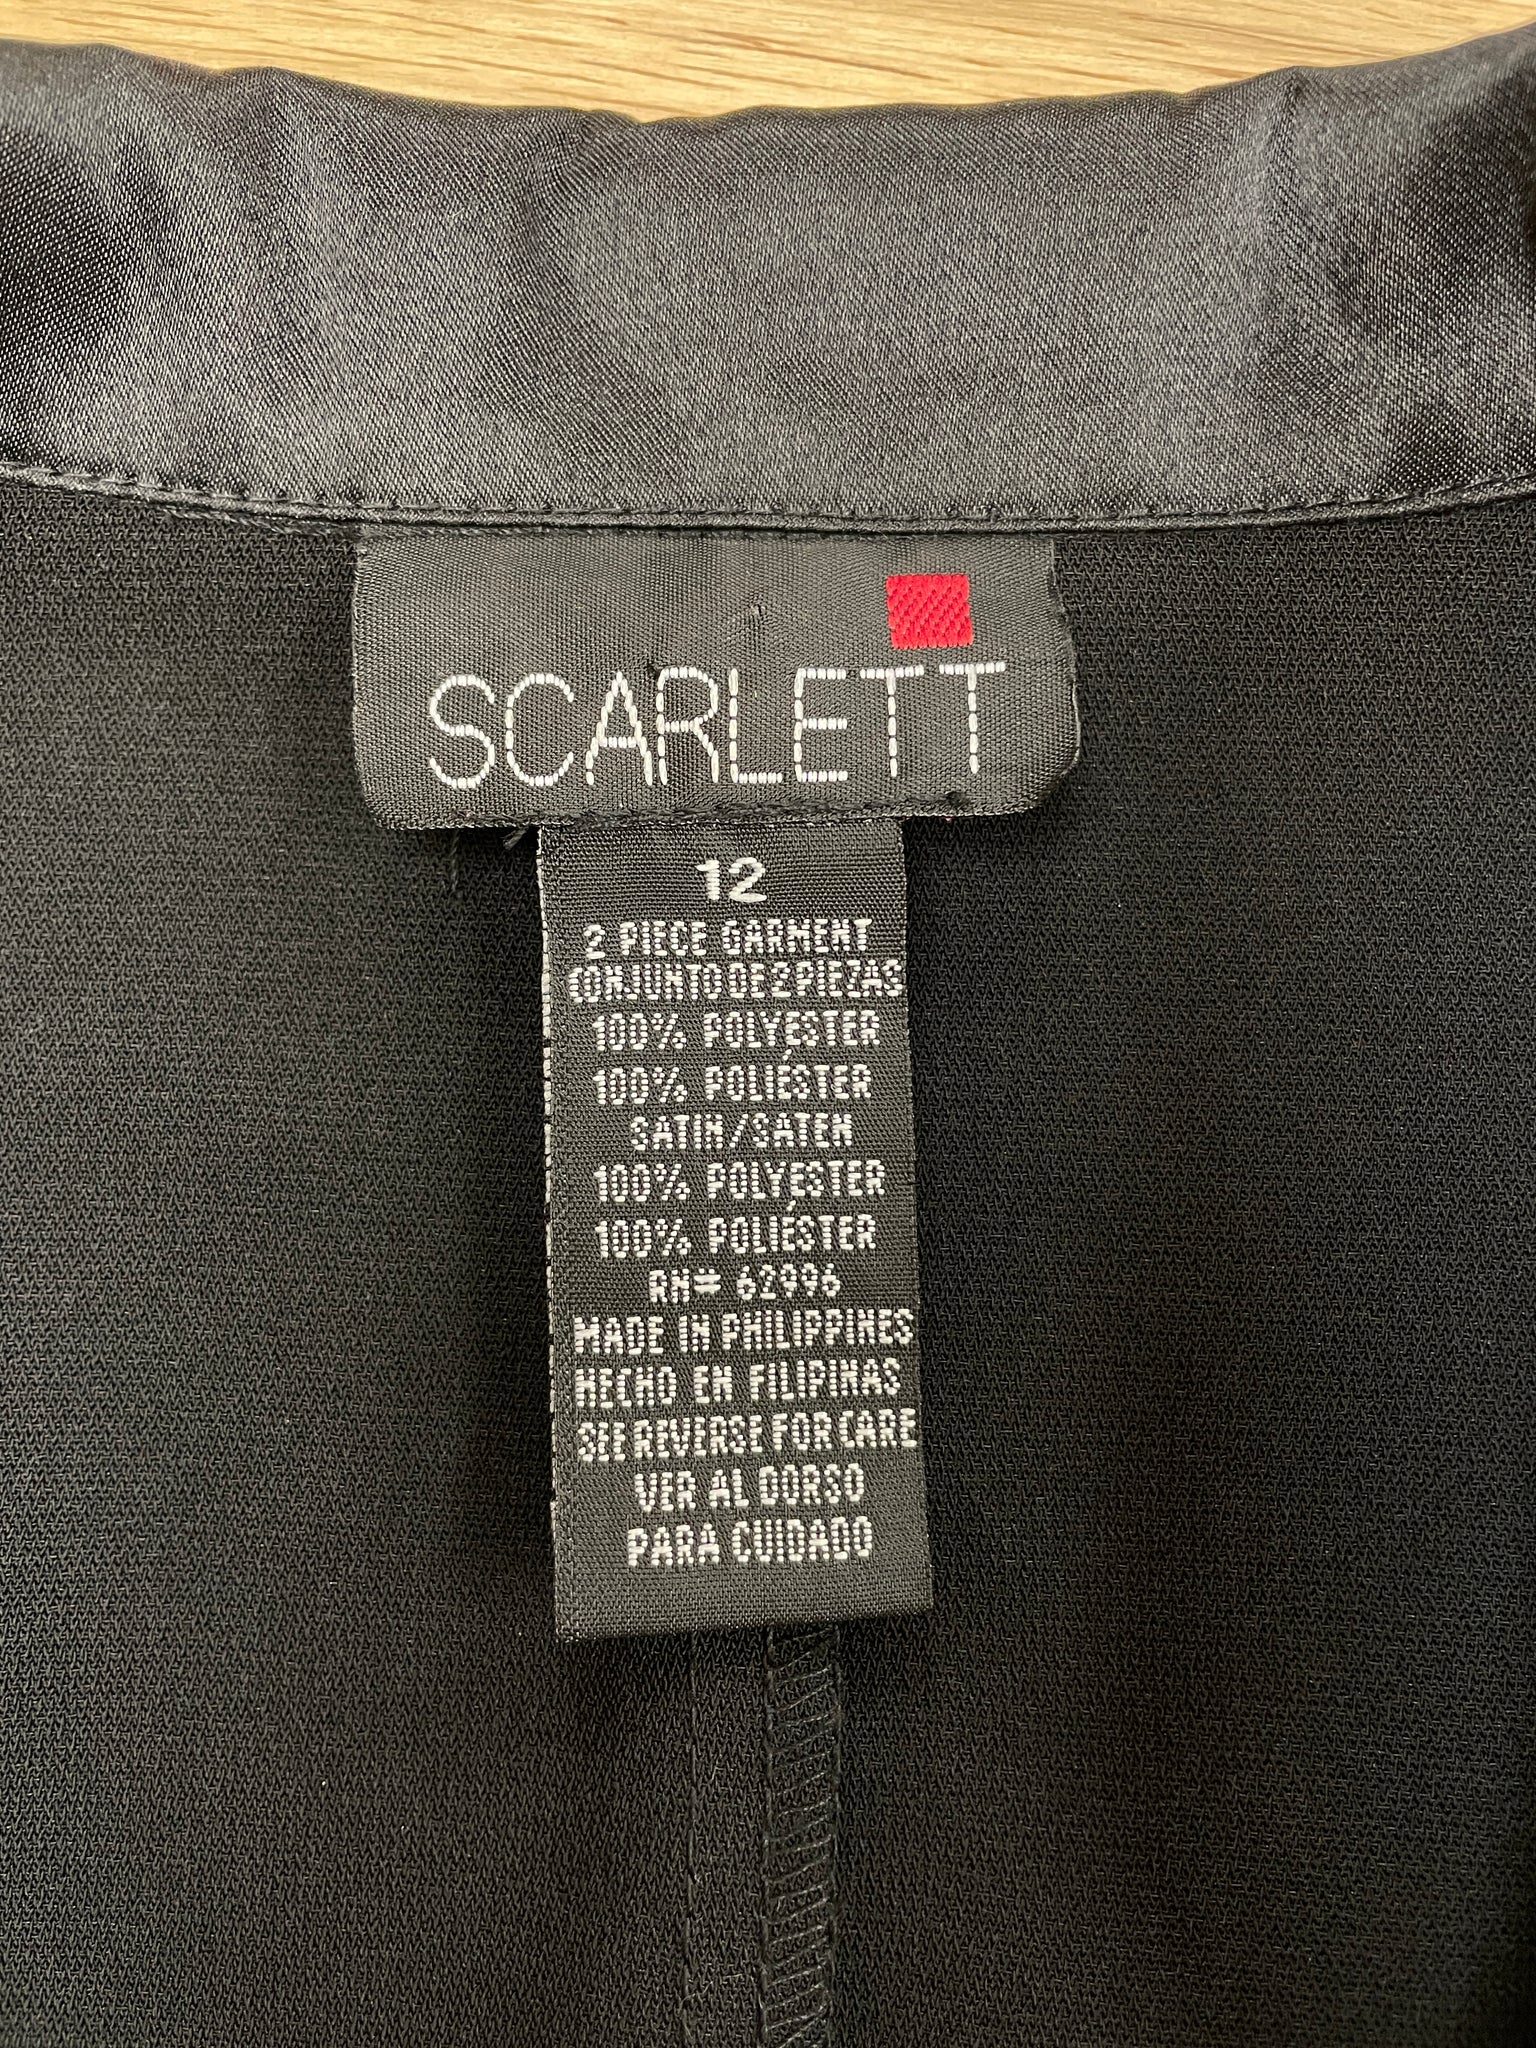 SCARLETT
12
2 PIECE GARMENT
CONJUNTO DE 2 PIEZAS
100% POLYESTER
100% POLIÉSTER
SATIN/SATEN
100% POLYESTER
100% POLIÉSTER
RN= 62996
MADE IN PHILIPPINES
HECHO EN FILIPINAS
SEE REVERSE FOR CARE
VER AL DORSO
PARA CUIDADO